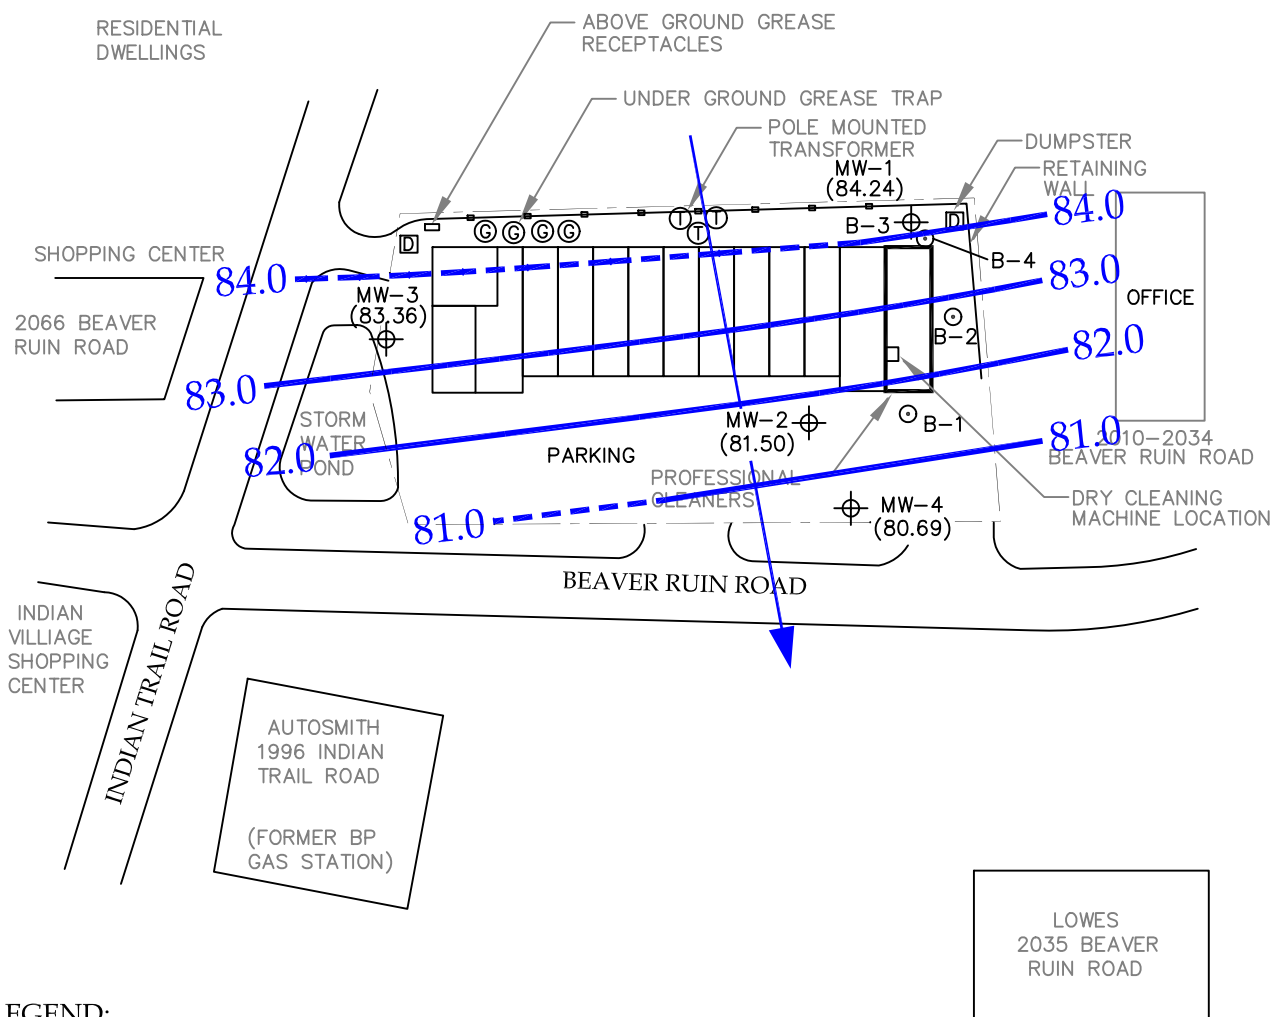 RESIDENTIAL
DWELLINGS
ABOVE GROUND GREASE
RECEPTACLES
UNDER GROUND GREASE TRAP
POLE MOUNTED
TRANSFORMER
DUMPSTER
RETAINING
WALL
MW-1
(84.24)
84.0
B-3
D
T
T
T
G
G
G
G
D
B-4
SHOPPING CENTER
84.0
83.0
OFFICE
MW-3
(83.36)
2066 BEAVER
RUIN ROAD
B-2
82.0
83.0
STORM
WATER
POND
82.0
MW-2
(81.50)
B-1
81.0
2010-2034
BEAVER RUIN ROAD
PARKING
PROFESSIONAL
CLEANERS
DRY CLEANING
MACHINE LOCATION
81.0
MW-4
(80.69)
BEAVER RUIN ROAD
INDIAN TRAIL ROAD
INDIAN
VILLIAGE
SHOPPING
CENTER
AUTOSMITH
1996 INDIAN
TRAIL ROAD
(FORMER BP
GAS STATION)
LOWES
2035 BEAVER
RUIN ROAD
EGEND: